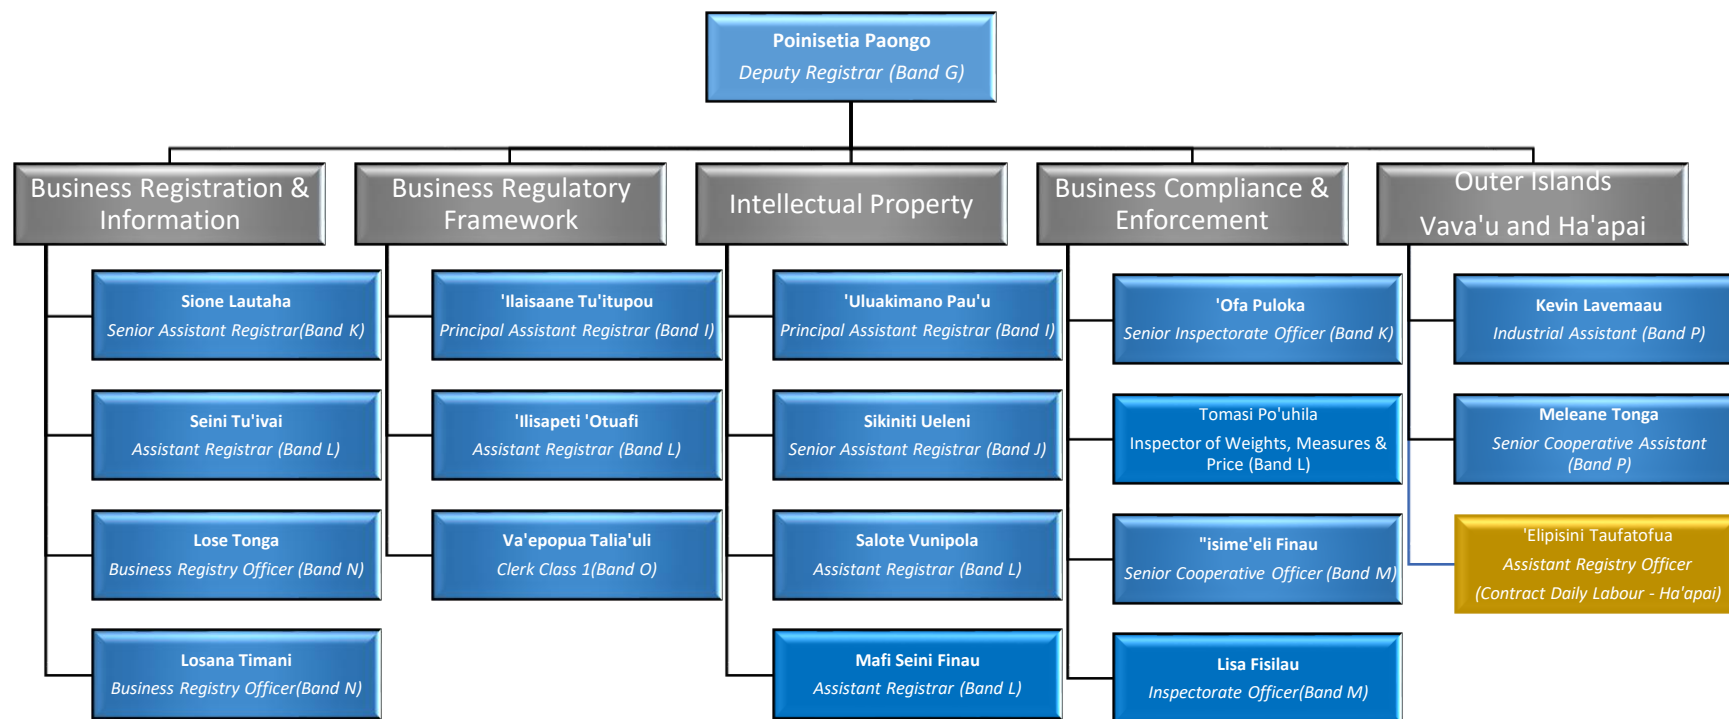 Poinisetia Paongo
Deputy Registrar (Band G)
Business Registration &
Information
Sione Lautaha
Senior Assistant Registrar(Band K)
Seini Tu'ivai
Assistant Registrar (Band L)
Lose Tonga
Business Registry Officer (Band N)
Losana Timani
Business Registry Officer(Band N)
Business Regulatory
Framework
'Ilaisaane Tu'itupou
Principal Assistant Registrar (Band I)
'Ilisapeti 'Otuafi
Assistant Registrar (Band L)
Va'epopua Talia'uli
Clerk Class 1(Band O)
Intellectual Property
'Uluakimano Pau'u
Principal Assistant Registrar (Band I)
Sikiniti Ueleni
Senior Assistant Registrar (Band J)
Salote Vunipola
Assistant Registrar (Band L)
Mafi Seini Finau
Assistant Registrar (Band L)
Business Compliance &
Enforcement
'Ofa Puloka
Senior Inspectorate Officer (Band K)
Tomasi Po'uhila
Inspector of Weights, Measures &
Price (Band L)
"isime'eli Finau
Senior Cooperative Officer (Band M)
Lisa Fisilau
Inspectorate Officer(Band M)
Outer Islands
Vava'u and Ha'apai
Kevin Lavemaau
Industrial Assistant (Band P)
Meleane Tonga
Senior Cooperative Assistant
(Band P)
'Elipisini Taufatofua
Assistant Registry Officer
(Contract Daily Labour - Ha'apai)